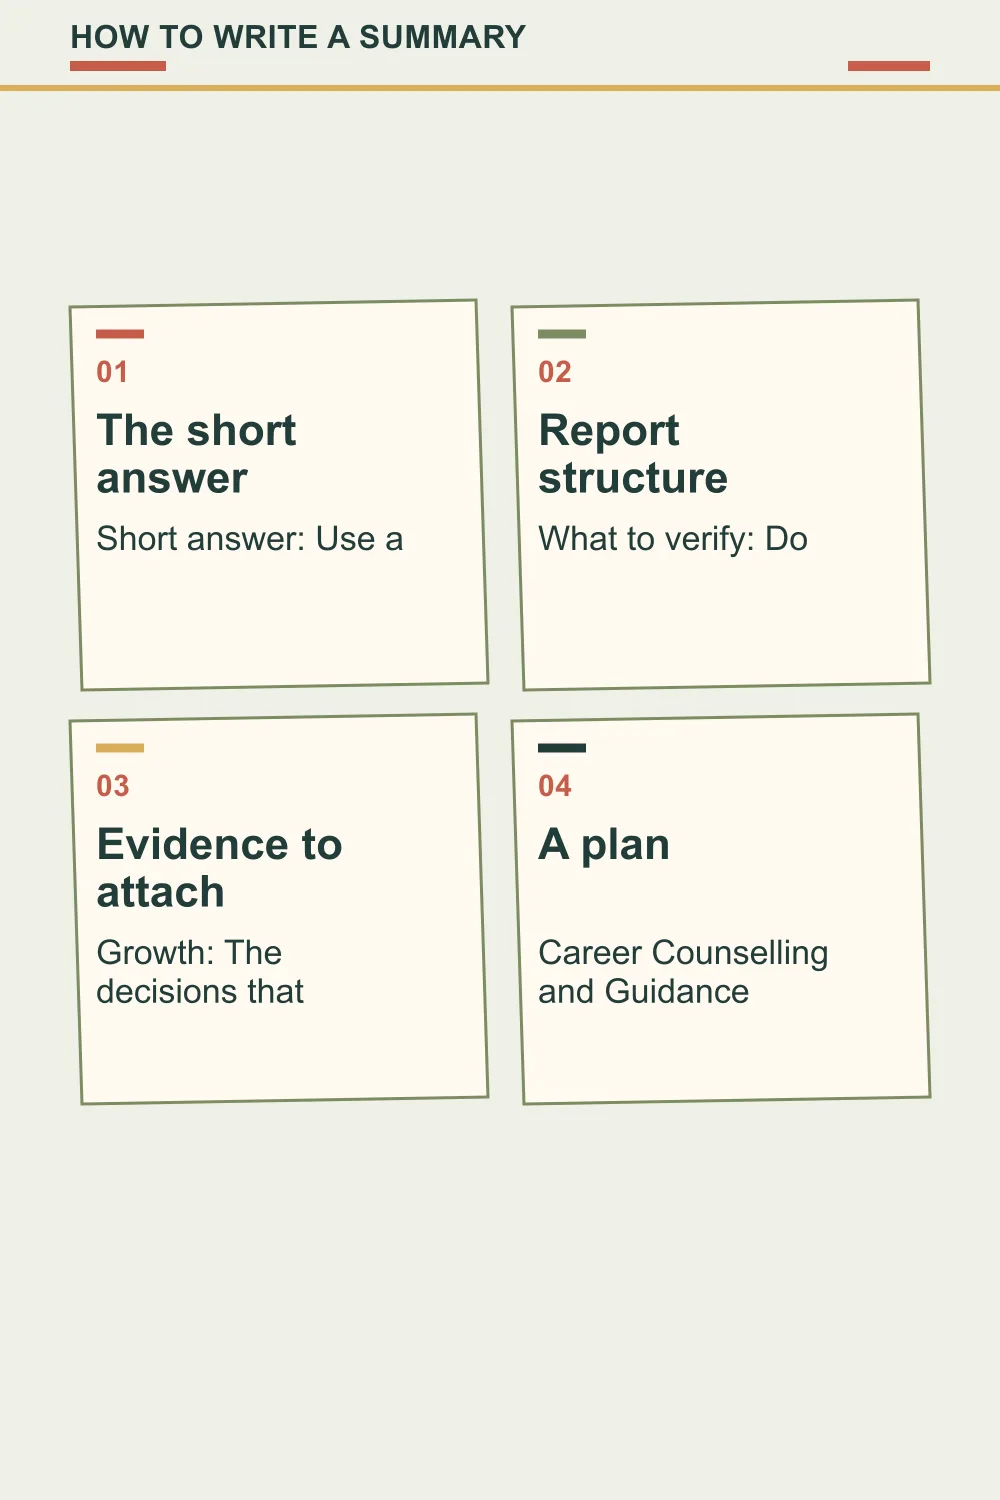 HOW TO WRITE A SUMMARY
01
The short
answer
Short answer: Use a
02
Report
structure
What to verify: Do
03
Evidence to
attach
Growth: The
decisions that
04
A plan
Career Counselling
and Guidance